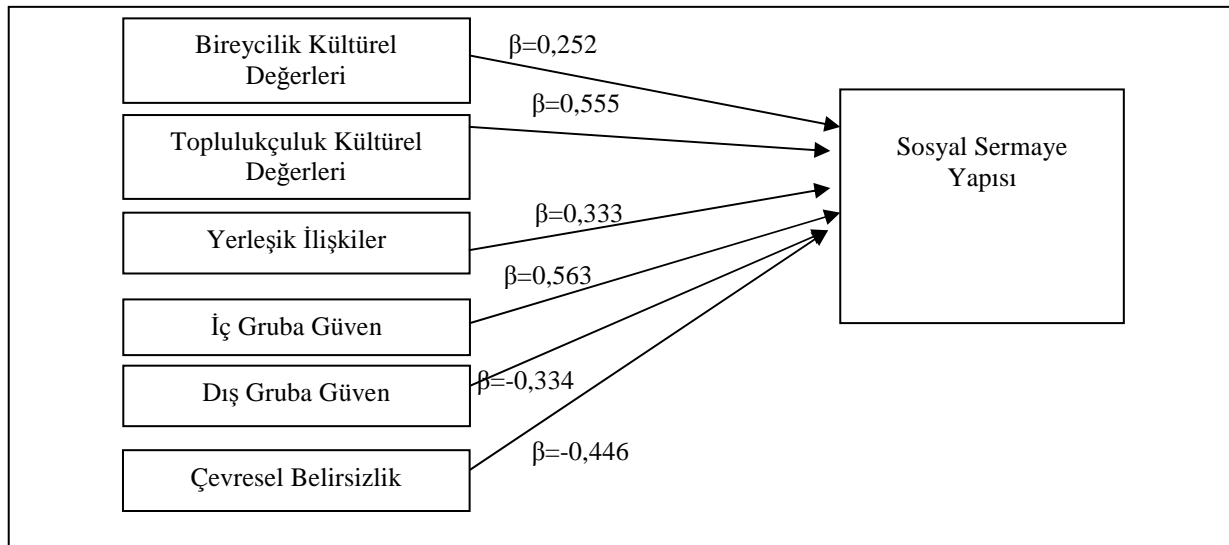 Bireycilik Kültürel
Değerleri
β=0,252
β=0,555
Toplulukçuluk Kültürel
Değerleri
Sosyal Sermaye
Yapısı
Yerleşik İlişkiler
β=0,333
β=0,563
İç Gruba Güven
Dış Gruba Güven
β=-0,334
β=-0,446
Çevresel Belirsizlik